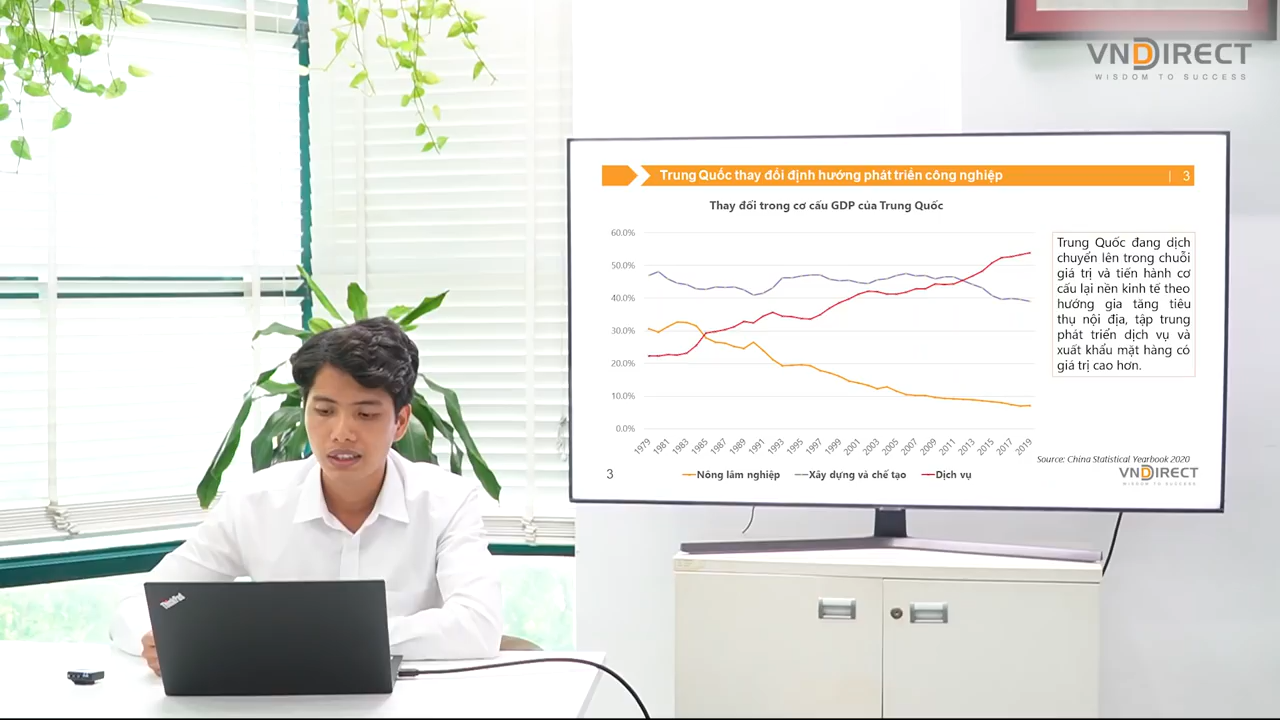 VNDIRECT
WISDOM TO SUCCESS
Trung Quốc thay đổi định hướng phát triển công nghiệp
| 3
Thay đổi trong cơ cấu GDP của Trung Quốc
60.0%
50.0%
40.0%
30.0%
20.0%
10.0%
0.0%
1979 1981 1983 1985 1987 1989 1991 1993 1995 1997 1999 2001 2003 2005 2007 2009 2011 2013 2015 2017 2019
Nông lâm nghiệp Xây dựng và chế tạo Dịch vụ
Trung Quốc đang dịch
chuyển lên trong chuỗi
giá trị và tiến hành cơ
cấu lại nền kinh tế theo
hướng gia tăng tiêu
thụ nội địa, tập trung
phát triển dịch vụ và
xuất khẩu mặt hàng có
giá trị cao hơn.
Source: China Statistical Yearbook 2020
3
VNDIRECT
WISDOM TO SUCCESS
ThinkPad